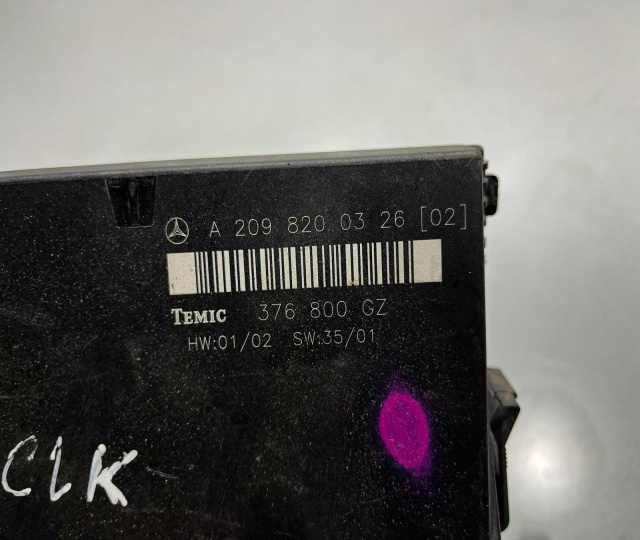 A 209 820 03 26 [02]
TEMIC 376 800 GZ
HW:01/02 SW:35/01
CLK